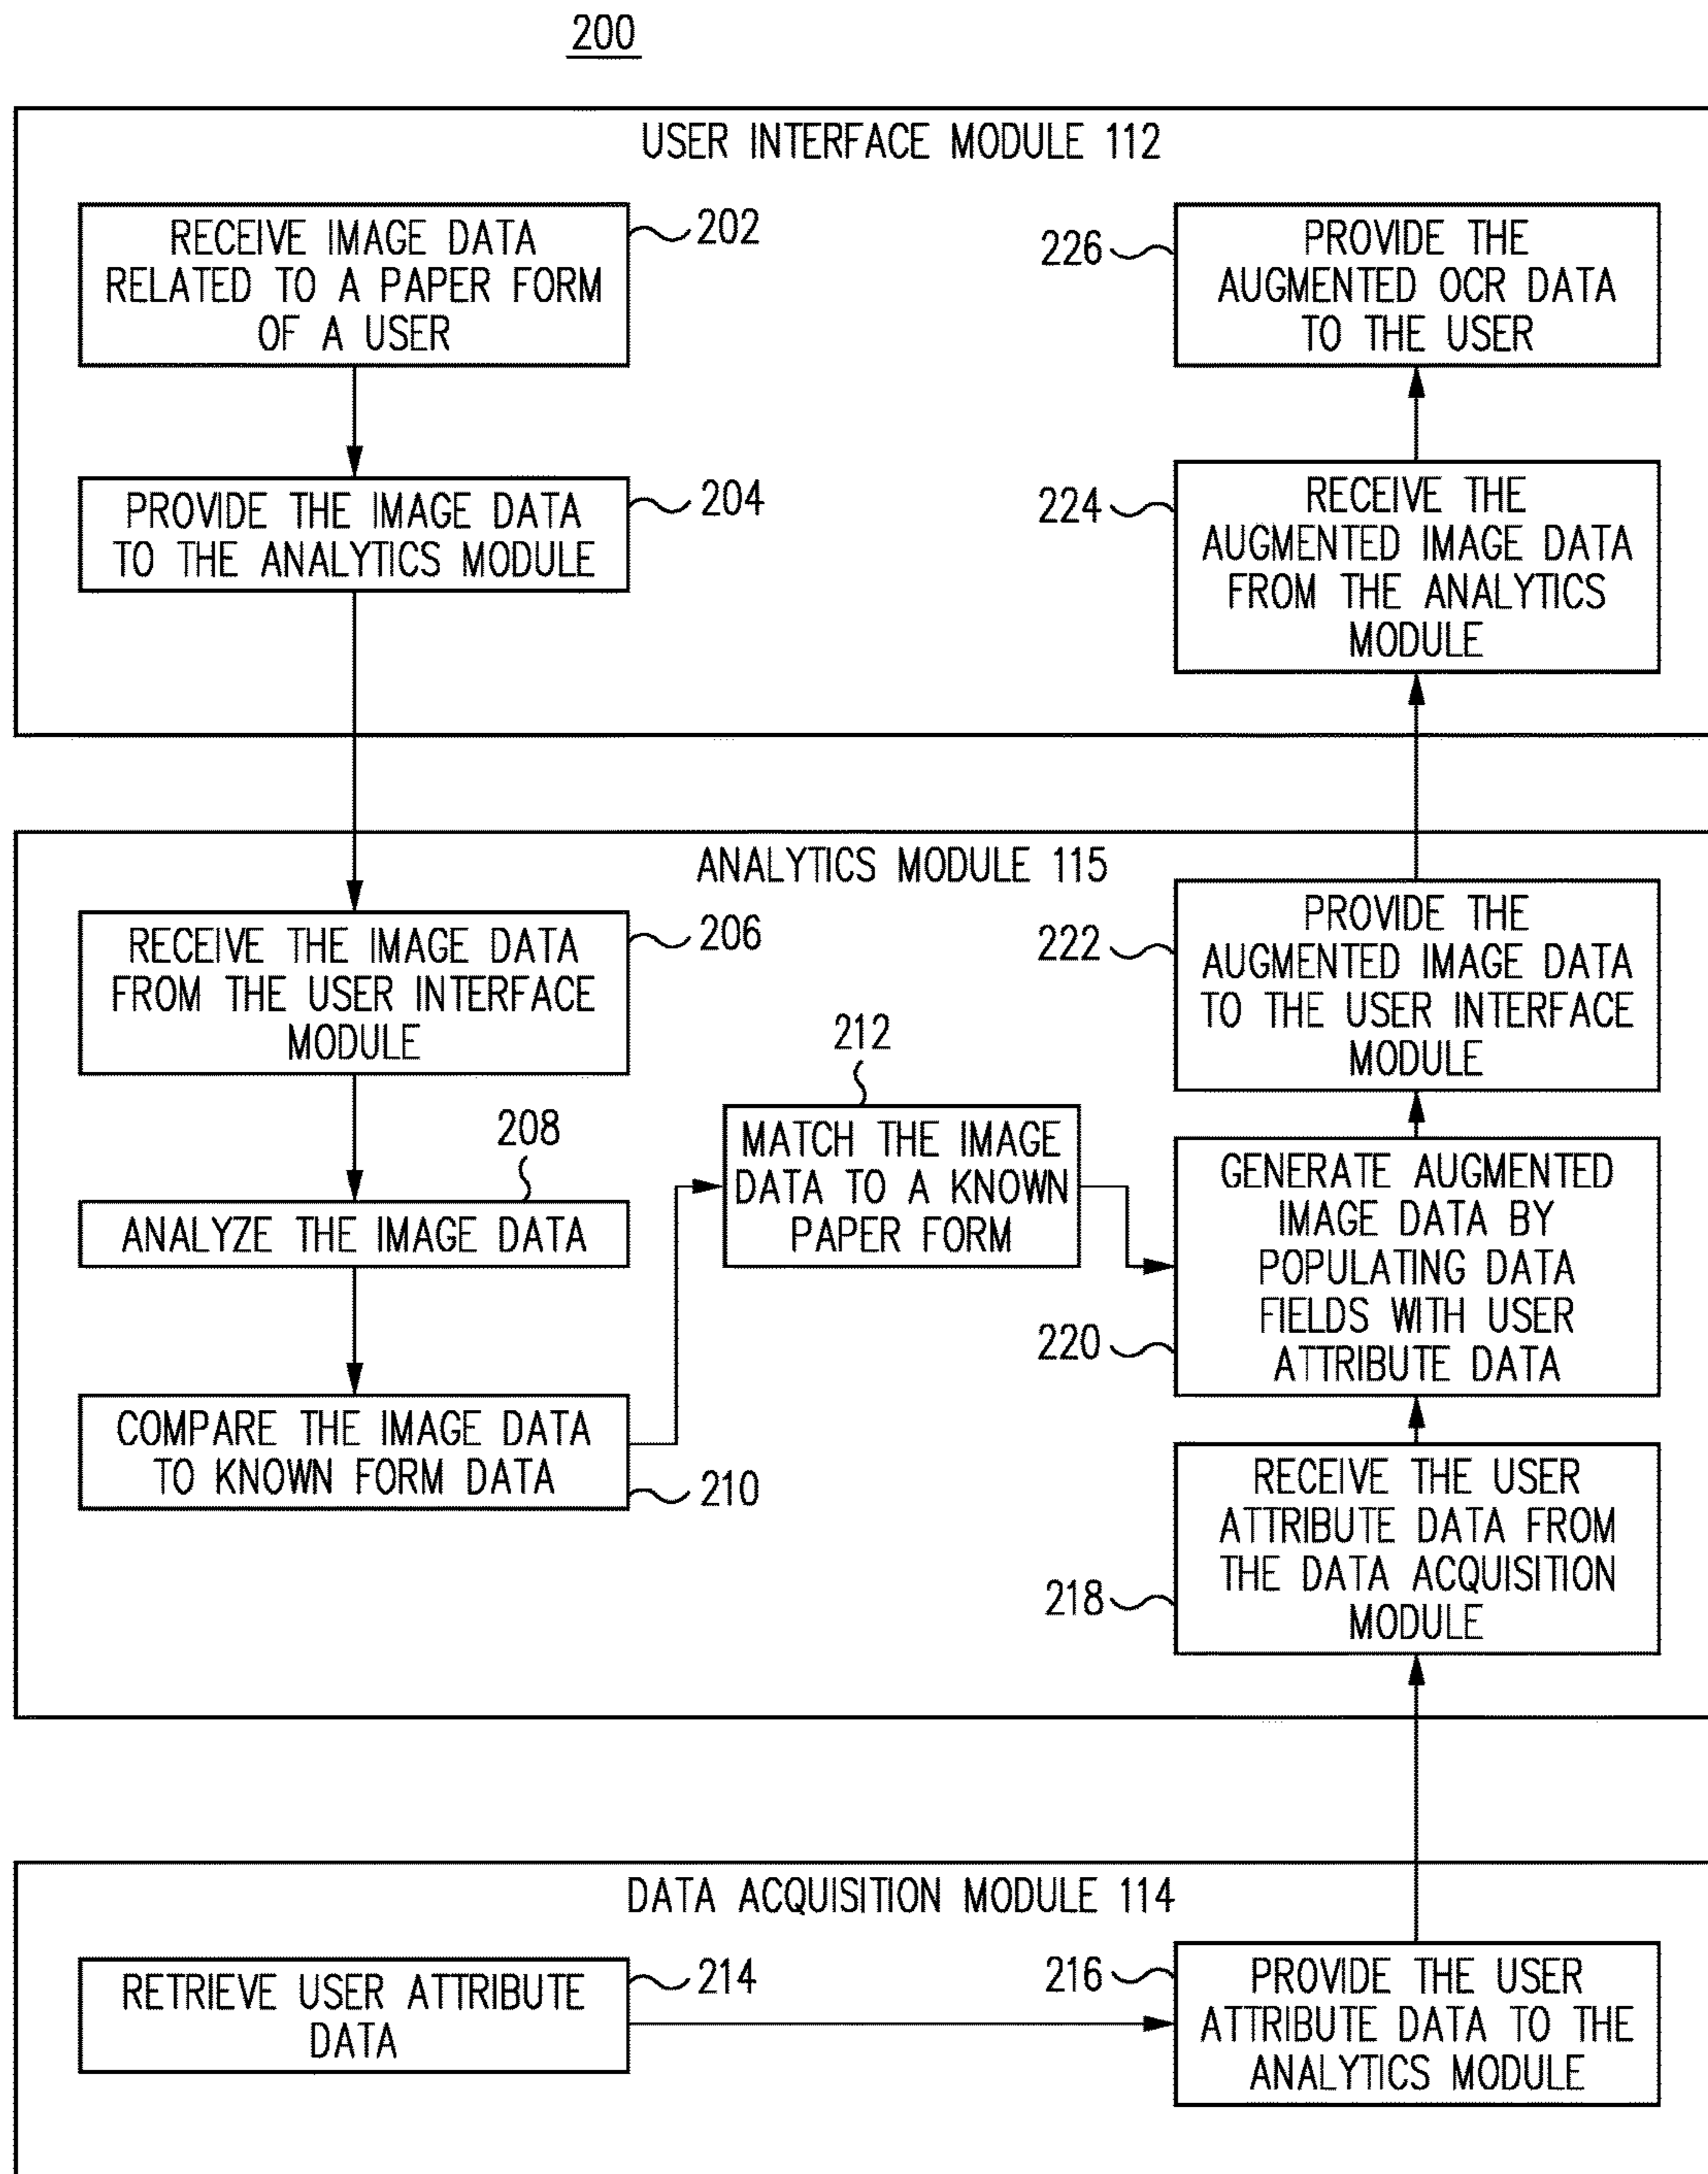 200
USER INTERFACE MODULE 112
RECEIVE IMAGE DATA
RELATED TO A PAPER FORM
OF A USER
202
PROVIDE THE IMAGE DATA
TO THE ANALYTICS MODULE
204
226
PROVIDE THE
AUGMENTED OCR DATA
TO THE USER
224
RECEIVE THE
AUGMENTED IMAGE DATA
FROM THE ANALYTICS
MODULE
ANALYTICS MODULE 115
RECEIVE THE IMAGE DATA
FROM THE USER INTERFACE
MODULE
206
208
ANALYZE THE IMAGE DATA
COMPARE THE IMAGE DATA
TO KNOWN FORM DATA
210
212
MATCH THE IMAGE
DATA TO A KNOWN
PAPER FORM
222
PROVIDE THE
AUGMENTED IMAGE DATA
TO THE USER INTERFACE
MODULE
GENERATE AUGMENTED
IMAGE DATA BY
POPULATING DATA
FIELDS WITH USER
ATTRIBUTE DATA
220
RECEIVE THE USER
ATTRIBUTE DATA FROM
THE DATA ACQUISITION
MODULE
218
DATA ACQUISITION MODULE 114
RETRIEVE USER ATTRIBUTE
DATA
214
216
PROVIDE THE USER
ATTRIBUTE DATA TO THE
ANALYTICS MODULE